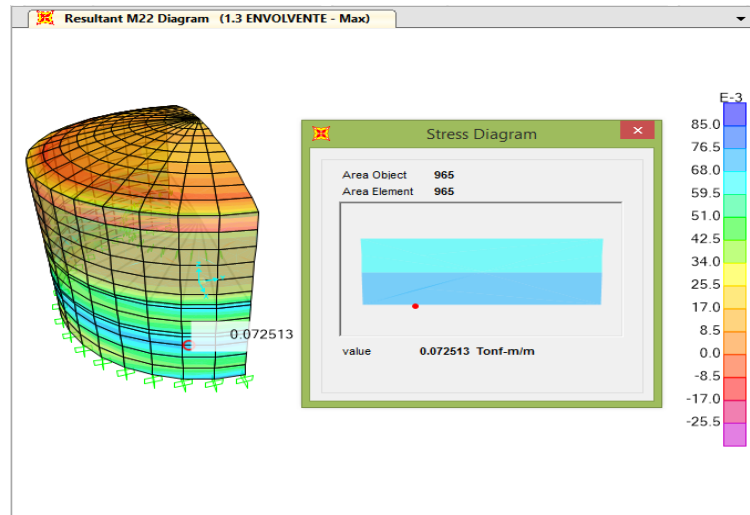 Resultant M22 Diagram (1.3 ENVOLVENTE - Max)
0.072513
Stress Diagram
Area Object 965
Area Element 965
value 0.072513 Tonf-m/m
E-3
85.0
76.5
68.0
59.5
51.0
42.5
34.0
25.5
17.0
8.5
0.0
-8.5
-17.0
-25.5